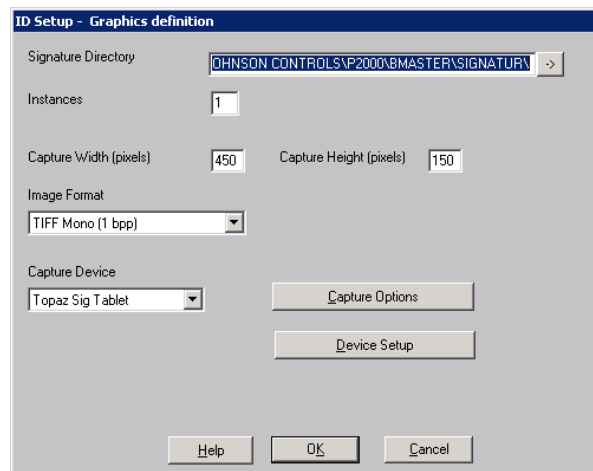 ID Setup - Graphics definition
Signature Directory
OHNSON CONTROLS\P2000\BMASTER\SIGNATUR\
->
Instances
1
Capture Width (pixels)
450
Capture Height (pixels)
150
Image Format
TIFF Mono (1 bpp)
Capture Device
Topaz Sig Tablet
Capture Options
Device Setup
Help
OK
Cancel